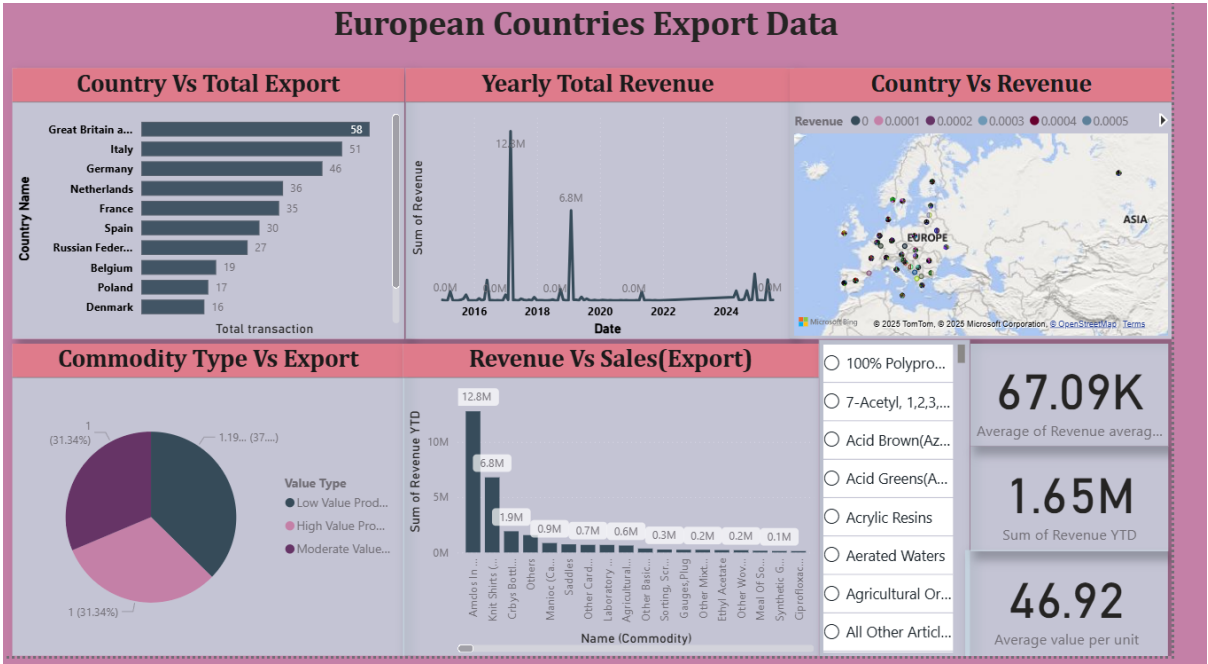 European Countries Export Data
Country Vs Total Export
Country Name
Great Britain a...
58
Italy
51
Germany
46
Netherlands
36
France
35
Spain
30
Russian Feder...
27
Belgium
19
Poland
17
Denmark
16
Total transaction
Yearly Total Revenue
Sum of Revenue
12.8M
6.8M
0.0M
0.0M
0.0M
0.0M
2016
2018
2020
2022
2024
Date
Country Vs Revenue
Revenue
0
0.0001
0.0002
0.0003
0.0004
0.0005
EUROPE
ASIA
Microsoft Bing
© 2025 TomTom, © 2025 Microsoft Corporation, © OpenStreetMap Terms
Commodity Type Vs Export
1
(31.34%)
1.19... (37....)
1 (31.34%)
Value Type
Low Value Prod...
High Value Pro...
Moderate Value...
Revenue Vs Sales(Export)
Sum of Revenue YTD
10M
5M
0M
12.8M
6.8M
1.9M
0.9M
0.7M
0.6M
0.3M
0.2M
0.2M
0.1M
Amdos In ...
Knit Shirts (...
Crbys Bottl...
Others
Manioc (Ca...
Saddles
Other Card...
Laboratory ...
Agricultural...
Other Basic...
Sorting, Scr...
Gauges,Plug
Other Mixt...
Ethyl Acetate
Other Wov...
Meal Of So...
Synthetic G...
Ciprofloxac...
Name (Commodity)
100% Polypro...
7-Acetyl, 1,2,3,...
Acid Brown(Az...
Acid Greens(A...
Acrylic Resins
Aerated Waters
Agricultural Or...
All Other Articl...
67.09K
Average of Revenue averag...
1.65M
Sum of Revenue YTD
46.92
Average value per unit